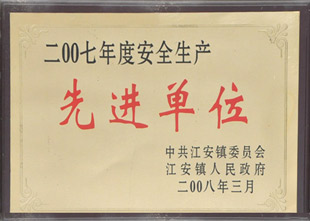 二00七年度安全生产
先进单位
中共江安镇委员会
江安镇人民政府
二00八年三月